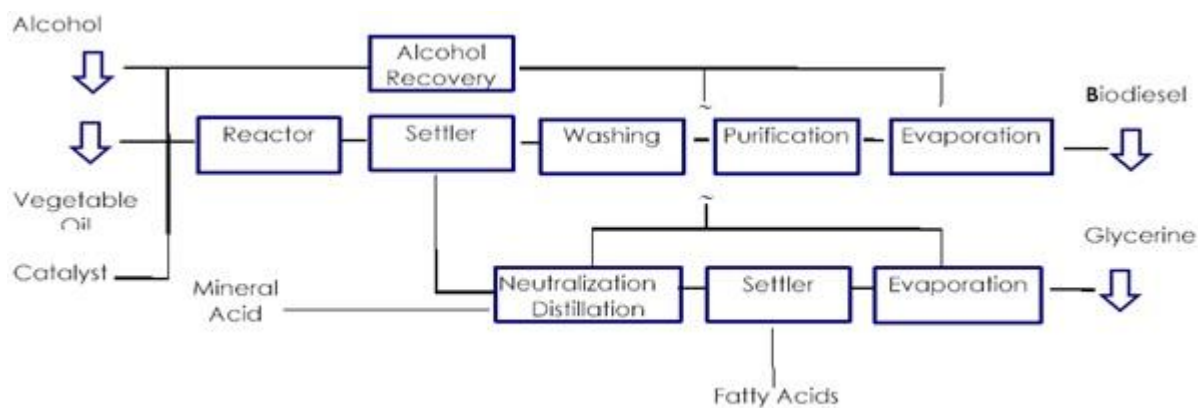 Alcohol
Alcohol
Recovery
Biodiesel
Reactor
Settler
Washing
~
Purification
Evaporation
Vegetable
Oil
~
Glycerine
Catalyst
Mineral
Acid
Neutralization
Distillation
Settler
Evaporation
Fatty Acids